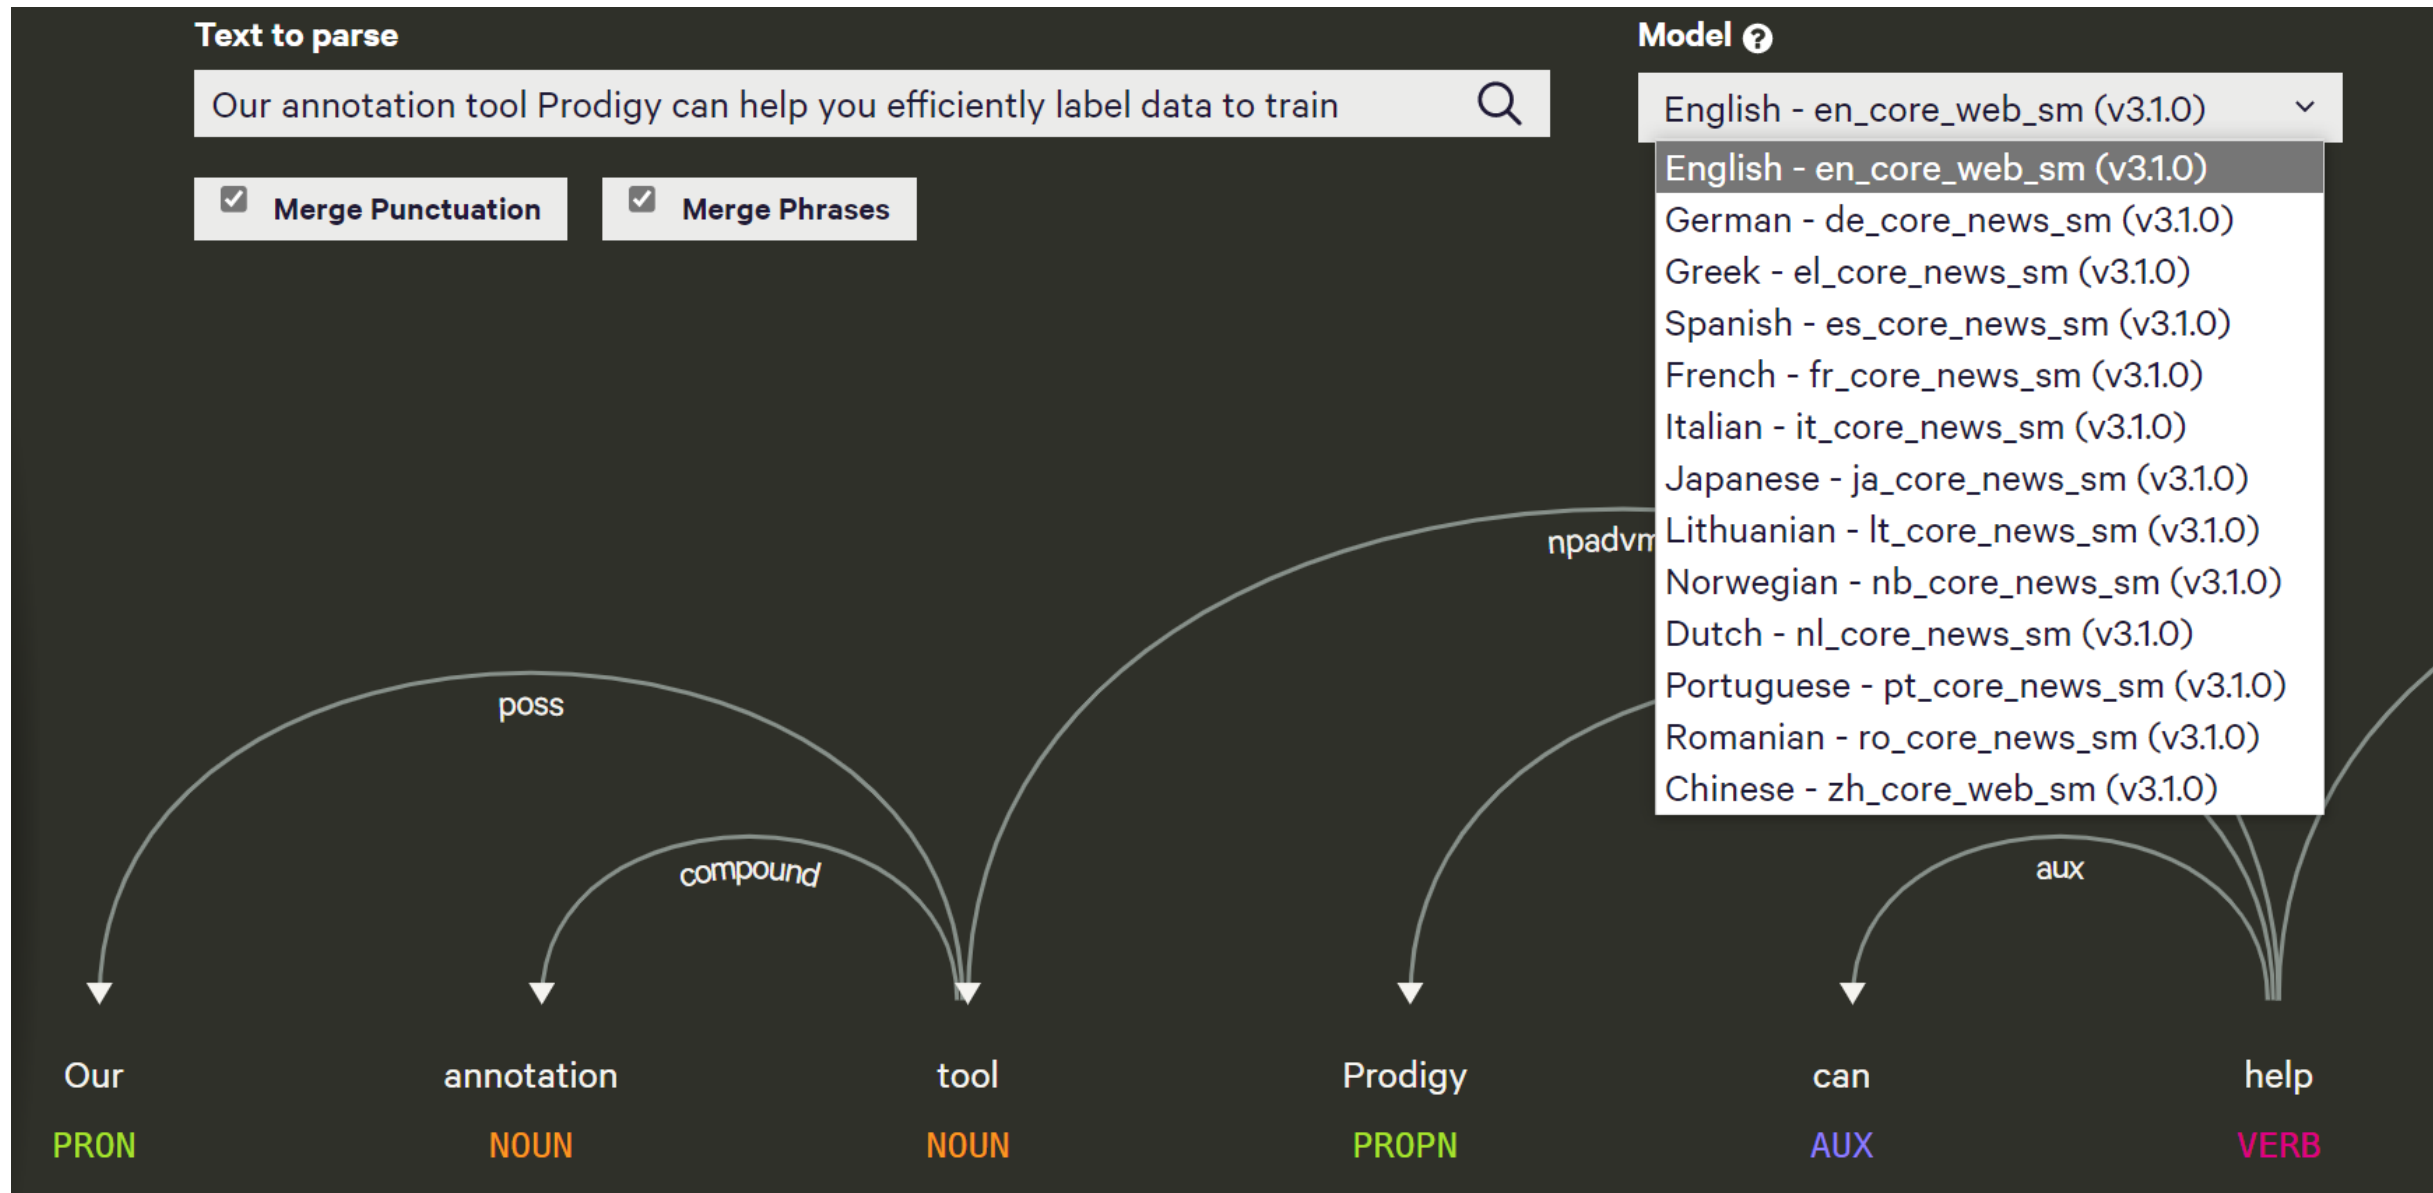 Text to parse
Model ?
Our annotation tool Prodigy can help you efficiently label data to train
English - en_core_web_sm (v3.1.0)
Merge Punctuation
Merge Phrases
English - en_core_web_sm (v3.1.0)
German - de_core_news_sm (v3.1.0)
Greek - el_core_news_sm (v3.1.0)
Spanish - es_core_news_sm (v3.1.0)
French - fr_core_news_sm (v3.1.0)
Italian - it_core_news_sm (v3.1.0)
Japanese - ja_core_news_sm (v3.1.0)
Lithuanian - lt_core_news_sm (v3.1.0)
Norwegian - nb_core_news_sm (v3.1.0)
Dutch - nl_core_news_sm (v3.1.0)
Portuguese - pt_core_news_sm (v3.1.0)
Romanian - ro_core_news_sm (v3.1.0)
Chinese - zh_core_web_sm (v3.1.0)
poss
compound
aux
Our annotation tool Prodigy can help
PRON NOUN NOUN PROPN AUX VERB